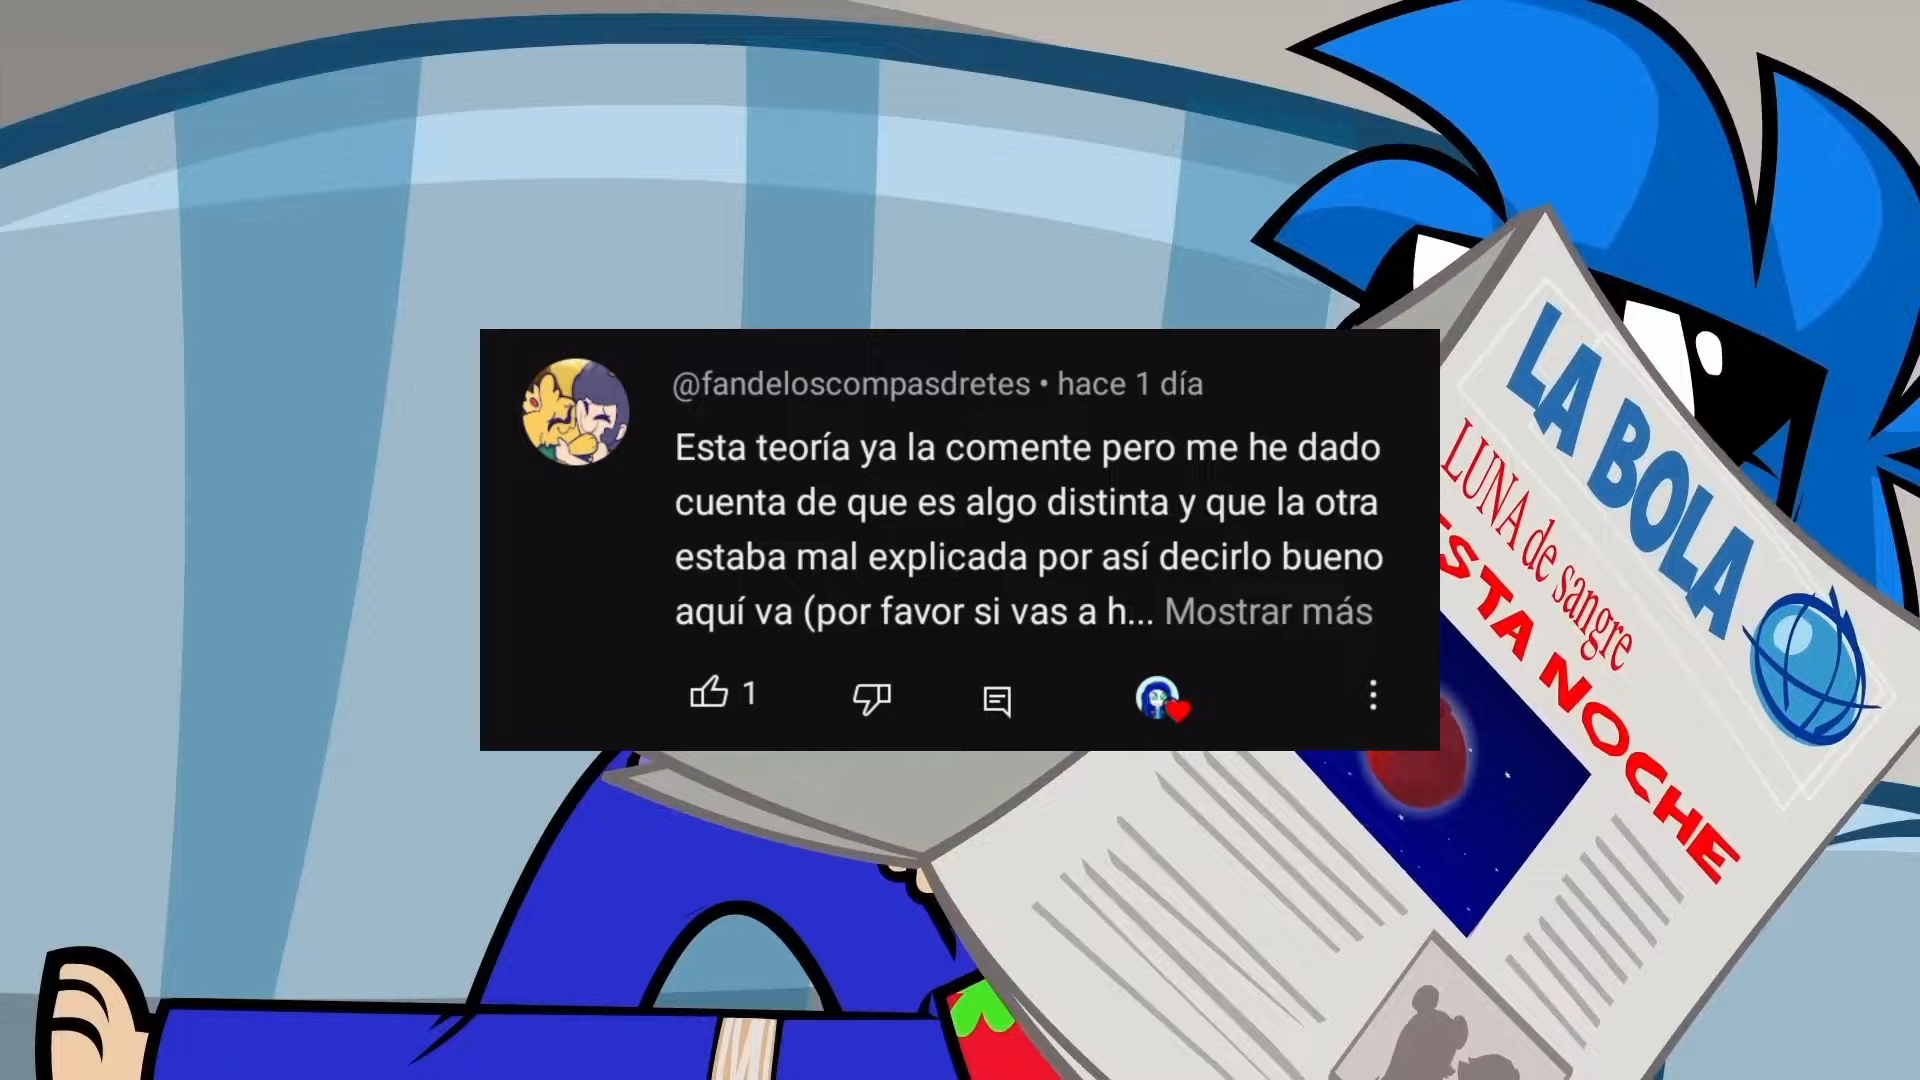 @fandeloscompasdretes • hace 1 día
Esta teoría ya la comente pero me he dado
cuenta de que es algo distinta y que la otra
estaba mal explicada por así decirlo bueno
aquí va (por favor si vas a h... Mostrar más
1
LA BOLA
LUNA de sangre
ESTA NOCHE